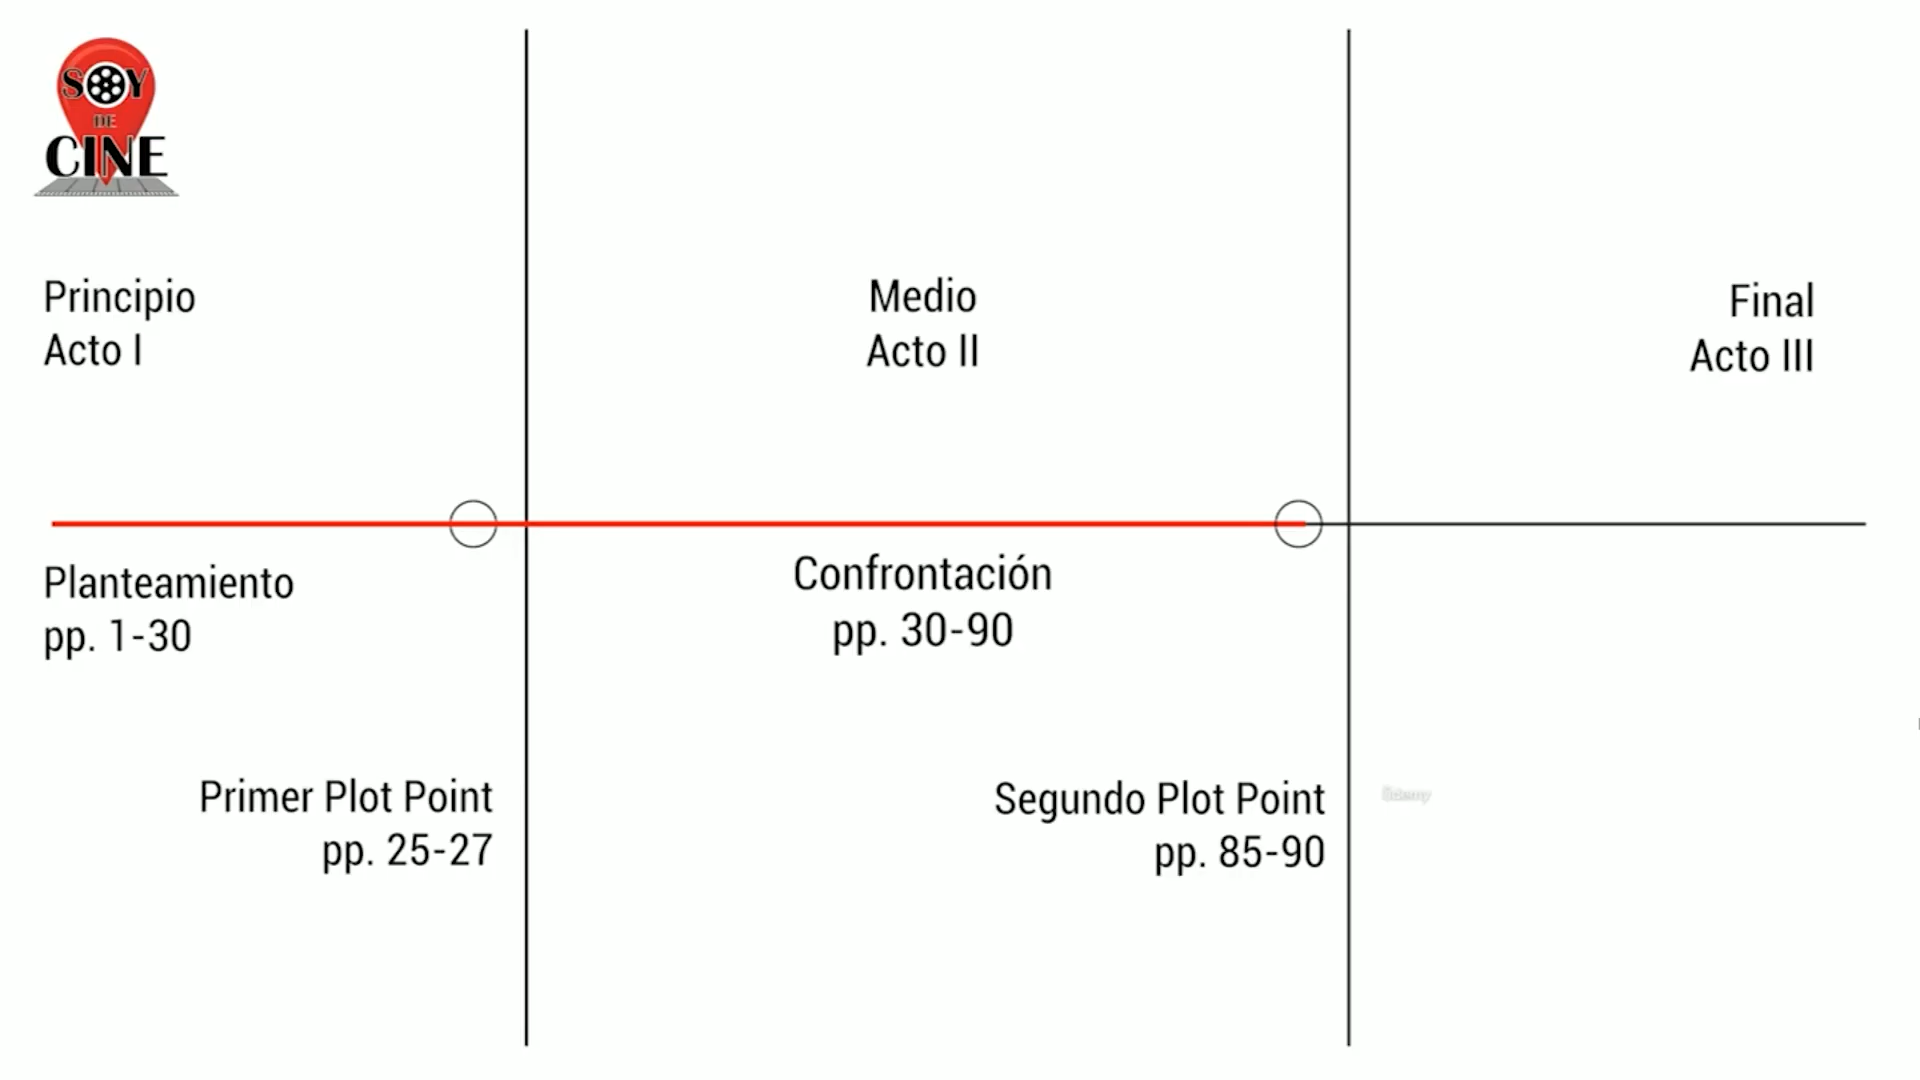 SOY
DE
CINE
Principio
Acto I
Medio
Acto II
Final
Acto III
Planteamiento
pp. 1-30
Confrontación
pp. 30-90
Primer Plot Point
pp. 25-27
Segundo Plot Point
pp. 85-90
Udemy